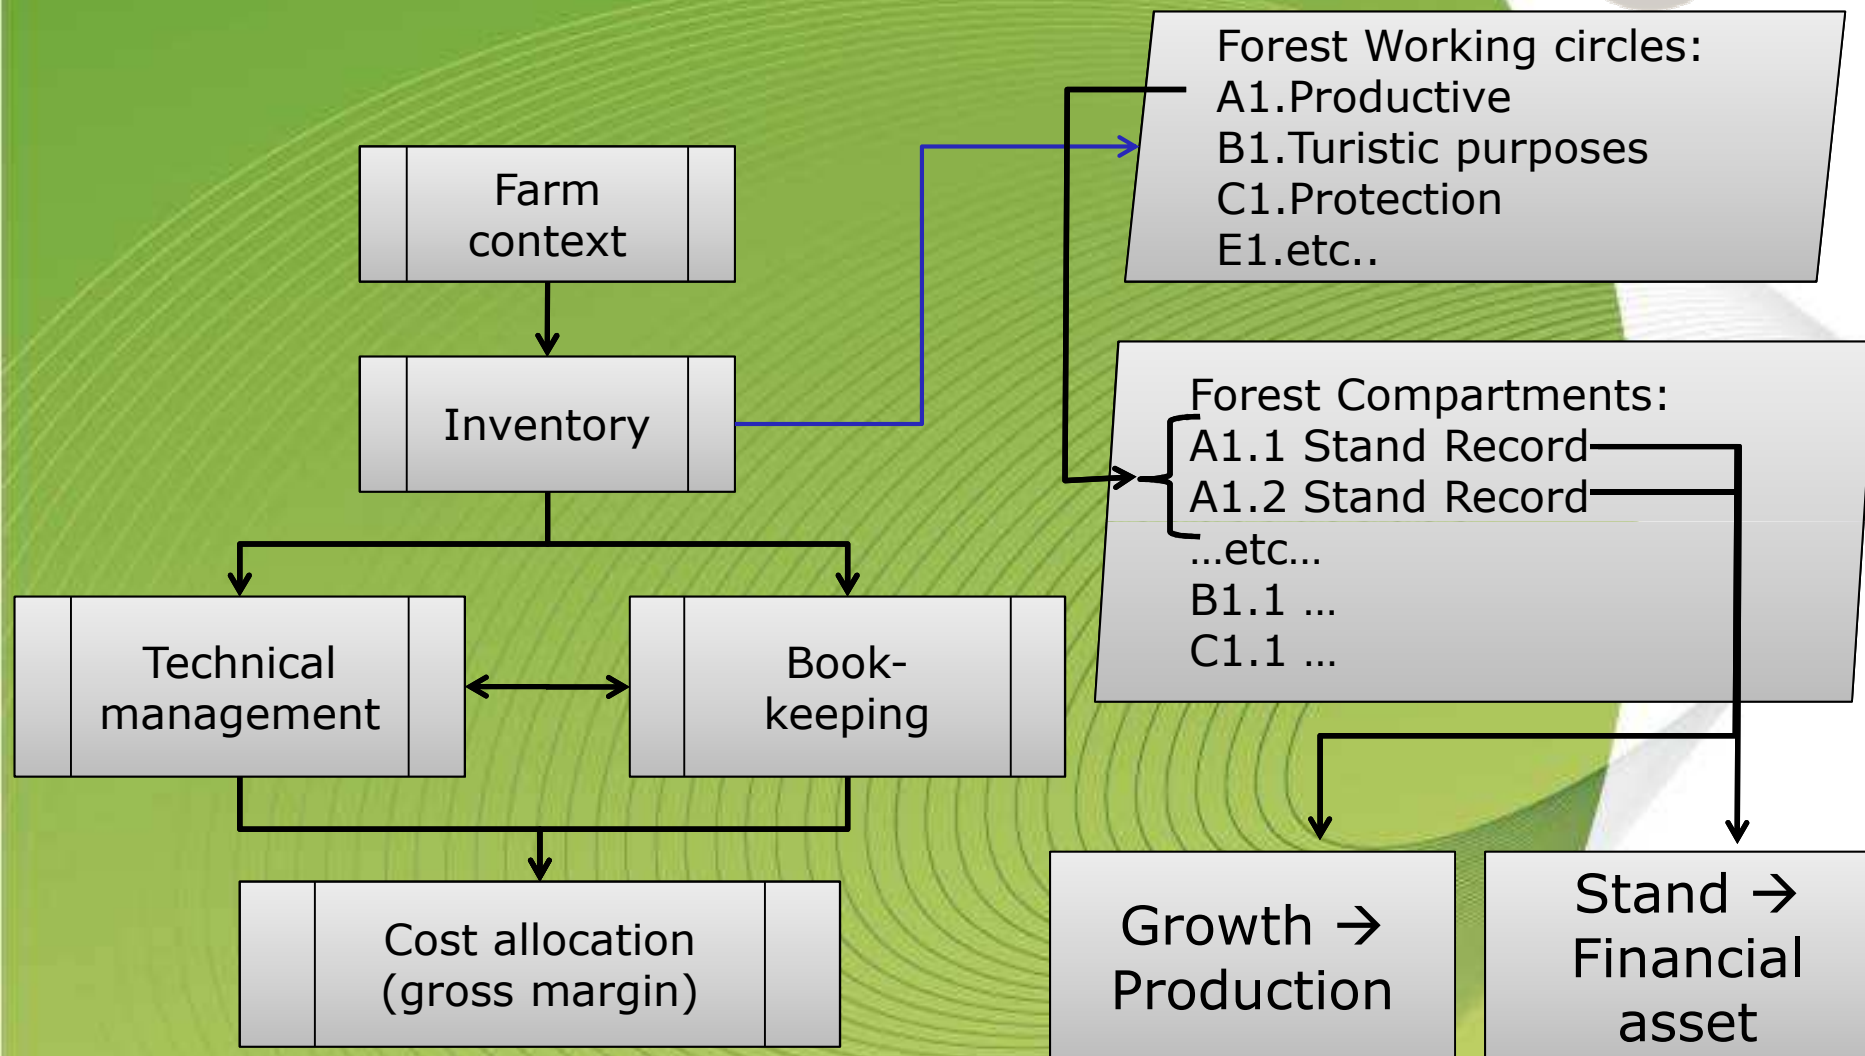 Farm
context
Inventory
Technical
management
Book-
keeping
Cost allocation
(gross margin)
Forest Working circles:
A1.Productive
B1.Turistic purposes
C1.Protection
E1.etc..
Forest Compartments:
A1.1 Stand Record
A1.2 Stand Record
...etc...
B1.1 ...
C1.1 ...
Growth →
Production
Stand →
Financial
asset